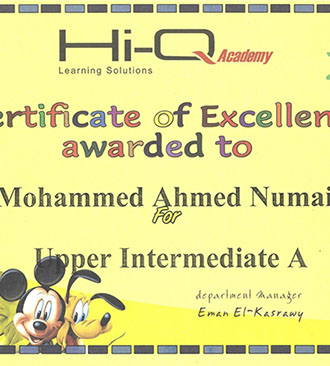 Hi-Q Academy
Learning Solutions
ertificate of Excellen
awarded to
Mohammed Ahmed Numai
For
Upper Intermediate A
department manager
Eman El-Kasrawy